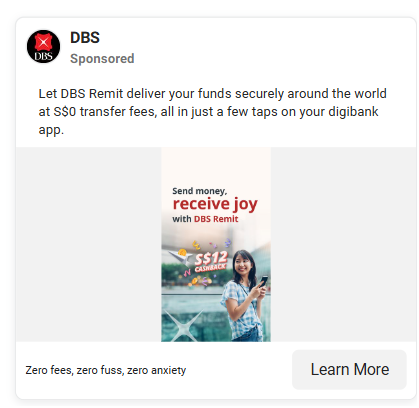 DBS
DBS
Sponsored
Let DBS Remit deliver your funds securely around the world
at S$0 transfer fees, all in just a few taps on your digibank
app.
Send money,
receive joy
with DBS Remit
S$12
CASHBACK
Zero fees, zero fuss, zero anxiety
Learn More